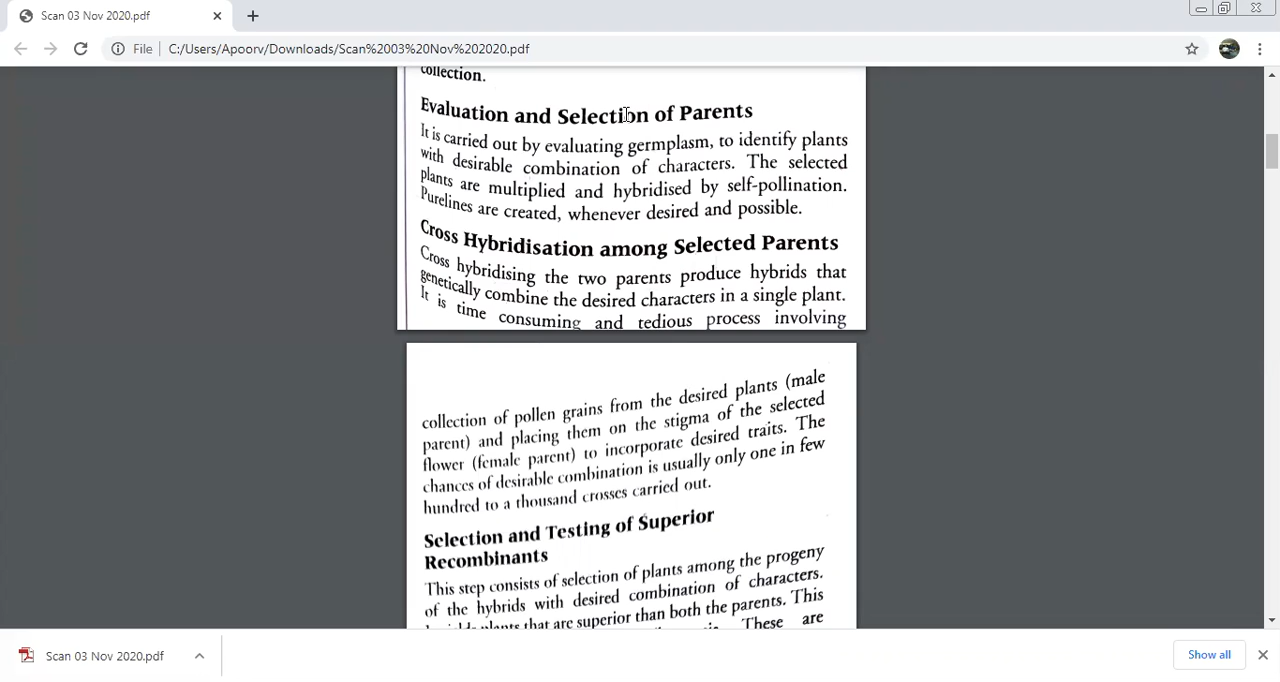 Scan 03 Nov 2020.pdf
File C:/Users/Apoorv/Downloads/Scan%2003%20Nov%202020.pdf
collection.
Evaluation and Selection of Parents
It is carried out by evaluating germplasm, to identify plants
with desirable combination of characters. The selected
plants are multiplied and hybridised by self-pollination.
Purelines are created, whenever desired and possible.
Cross Hybridisation among Selected Parents
Cross hybridising the two parents produce hybrids that
genetically combine the desired characters in a single plant.
It is time consuming and tedious process involving
collection of pollen grains from the desired plants (male
parent) and placing them on the stigma of the selected
flower (female parent) to incorporate desired traits. The
chances of desirable combination is usually only one in few
hundred to a thousand crosses carried out.
Selection and Testing of Superior
Recombinants
This step consists of selection of plants among the progeny
of the hybrids with desired combination of characters.
plants that are superior than both the parents. This
These are
Scan 03 Nov 2020.pdf
Show all